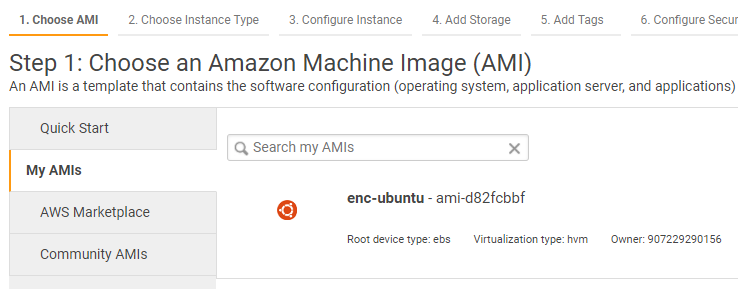 1. Choose AMI 2. Choose Instance Type 3. Configure Instance 4. Add Storage 5. Add Tags 6. Configure Secur
Step 1: Choose an Amazon Machine Image (AMI)
An AMI is a template that contains the software configuration (operating system, application server, and applications)
Quick Start
My AMIs
AWS Marketplace
Community AMIs
Search my AMIs
enc-ubuntu - ami-d82fcbbf
Root device type: ebs Virtualization type: hvm Owner: 907229290156